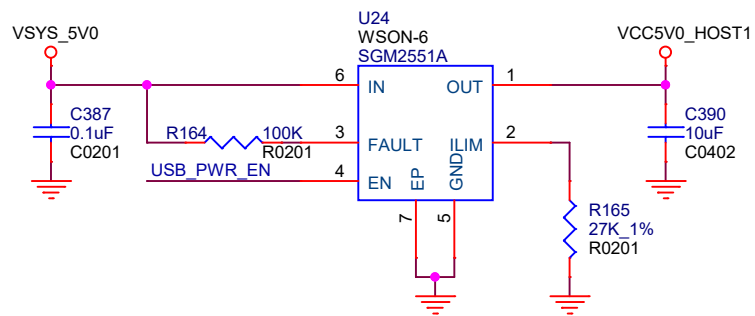 U24
WSON-6
SGM2551A
VSYS_5V0
VCC5V0_HOST1
6
IN
OUT
1
C387
0.1uF
C0201
C390
10uF
C0402
R164
100K
R0201
3
FAULT
ILIM
2
USB_PWR_EN
4
EN
EP
GND
7
5
R165
27K_1%
R0201